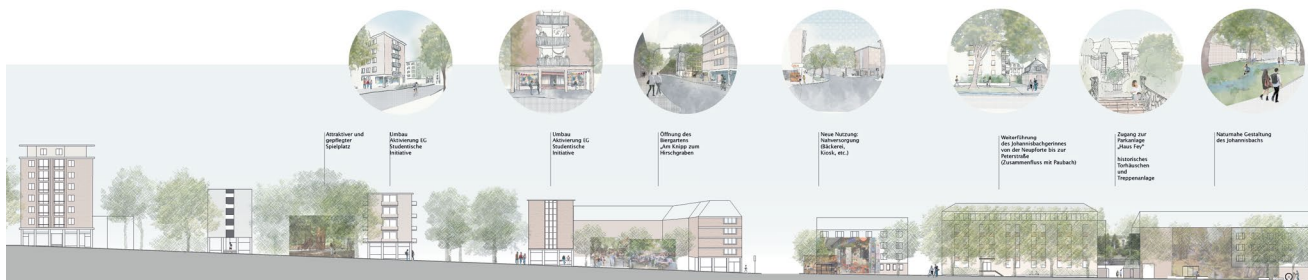 Attraktiver und
gepflegter
Spielplatz
Umbau
Aktivierung EG
Studentische
Initiative
Umbau
Aktivierung EG
Studentische
Initiative
Öffnung des
Biergartens
„Am Knipp zum
Hirschgraben
Neue Nutzung:
Nahversorgung
(Bäckerei,
Kiosk, etc.)
Weiterführung
des Johannisbachgerinnes
von der Neupforte bis zur
Peterstraße
(Zusammenfluss mit Paubach)
Zugang zur
Parkanlage
„Haus Fey“
historisches
Torhäuschen
und
Treppenanlage
Naturnahe Gestaltung
des Johannisbachs